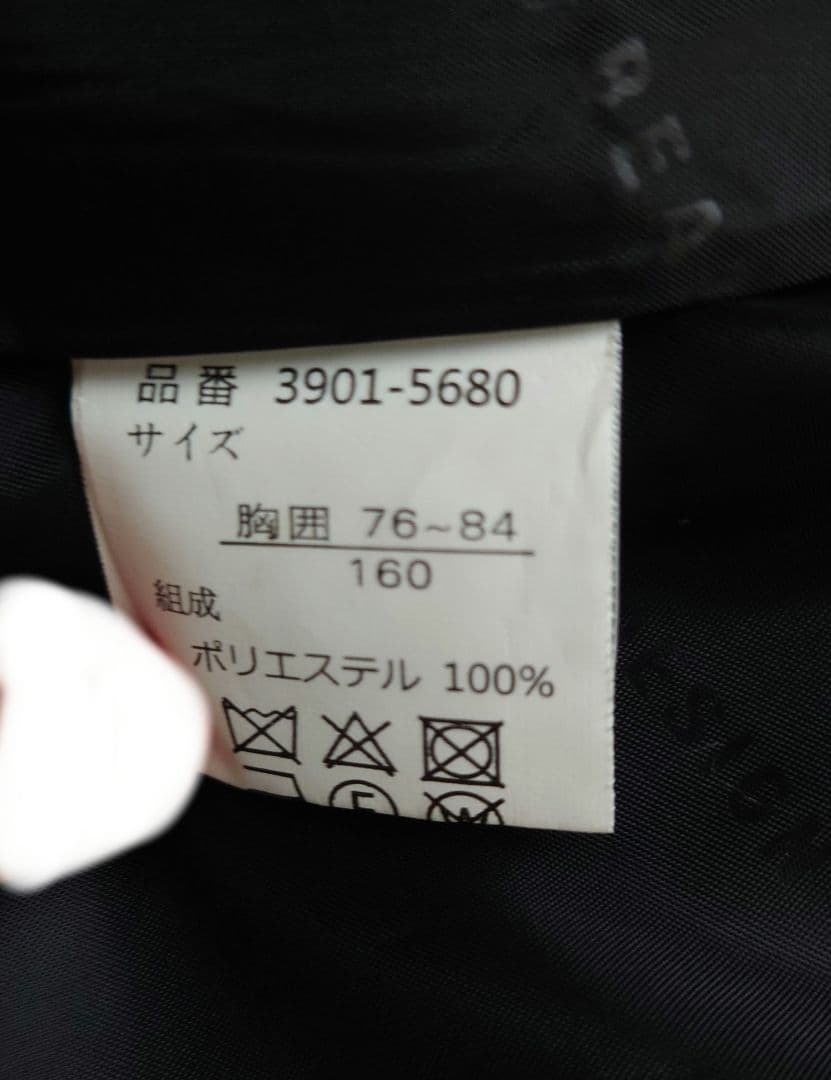 REA
品番 3901-5680
サイズ
胸囲 76~84
160
組成
ポリエステル 100%
F
W